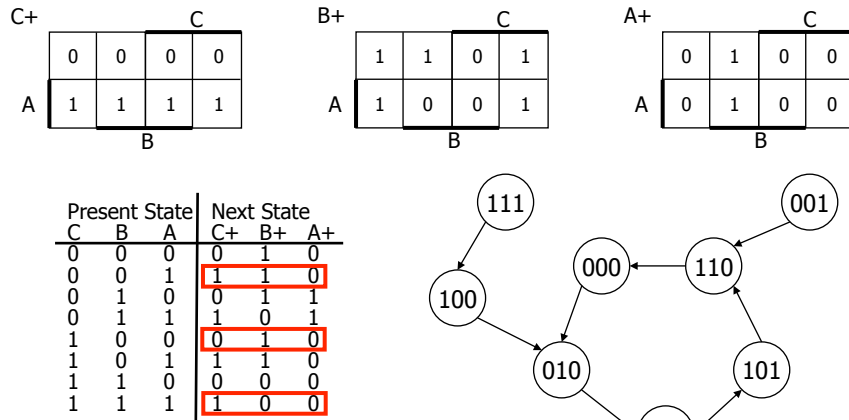 C+ C B+ C A+ C
0 0 0 0 1 1 0 1 0 1 0 0
A 1 1 1 1 A 1 0 0 1 A 0 1 0 0
B B B
Present State Next State
C B A C+ B+ A+
0 0 0 0 1 0
0 0 1 1 1 0
0 1 0 0 1 1
0 1 1 1 0 1
1 0 0 0 1 0
1 0 1 1 1 0
1 1 0 0 0 0
1 1 1 1 0 0
111
001
000 110
100
010 101